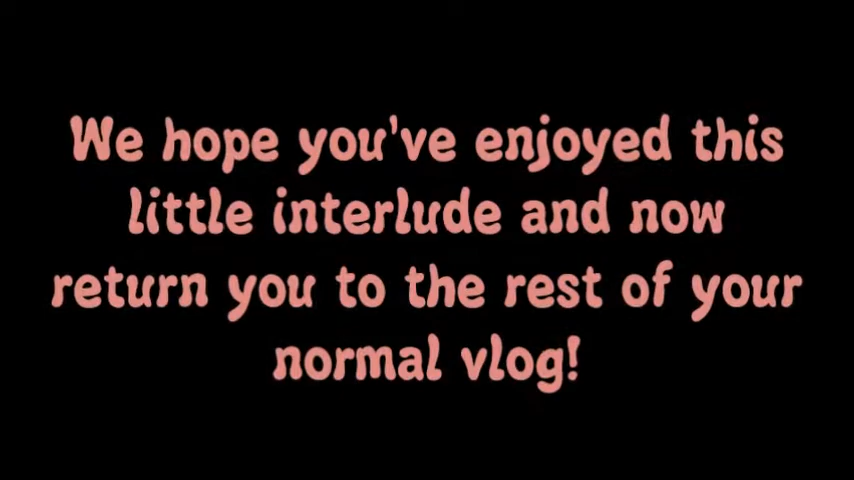 We hope you've enjoyed this
little interlude and now
return you to the rest of your
normal vlog!